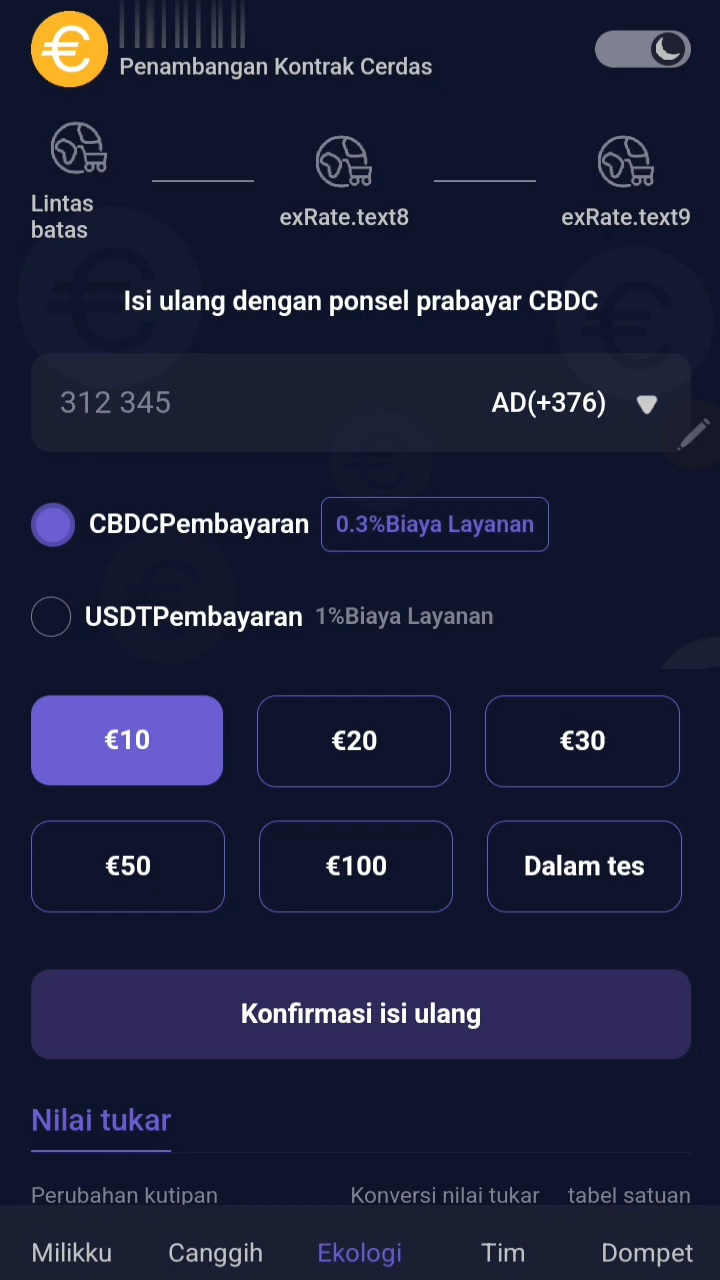 Penambangan Kontrak Cerdas
Lintas
batas
exRate.text8
exRate.text9
Isi ulang dengan ponsel prabayar CBDC
312 345
AD(+376)
CBDCPembayaran
0.3%Biaya Layanan
USDTPembayaran
1%Biaya Layanan
€10
€20
€30
€50
€100
Dalam tes
Konfirmasi isi ulang
Nilai tukar
Perubahan kutipan
Konversi nilai tukar
tabel satuan
Milikku
Canggih
Ekologi
Tim
Dompet